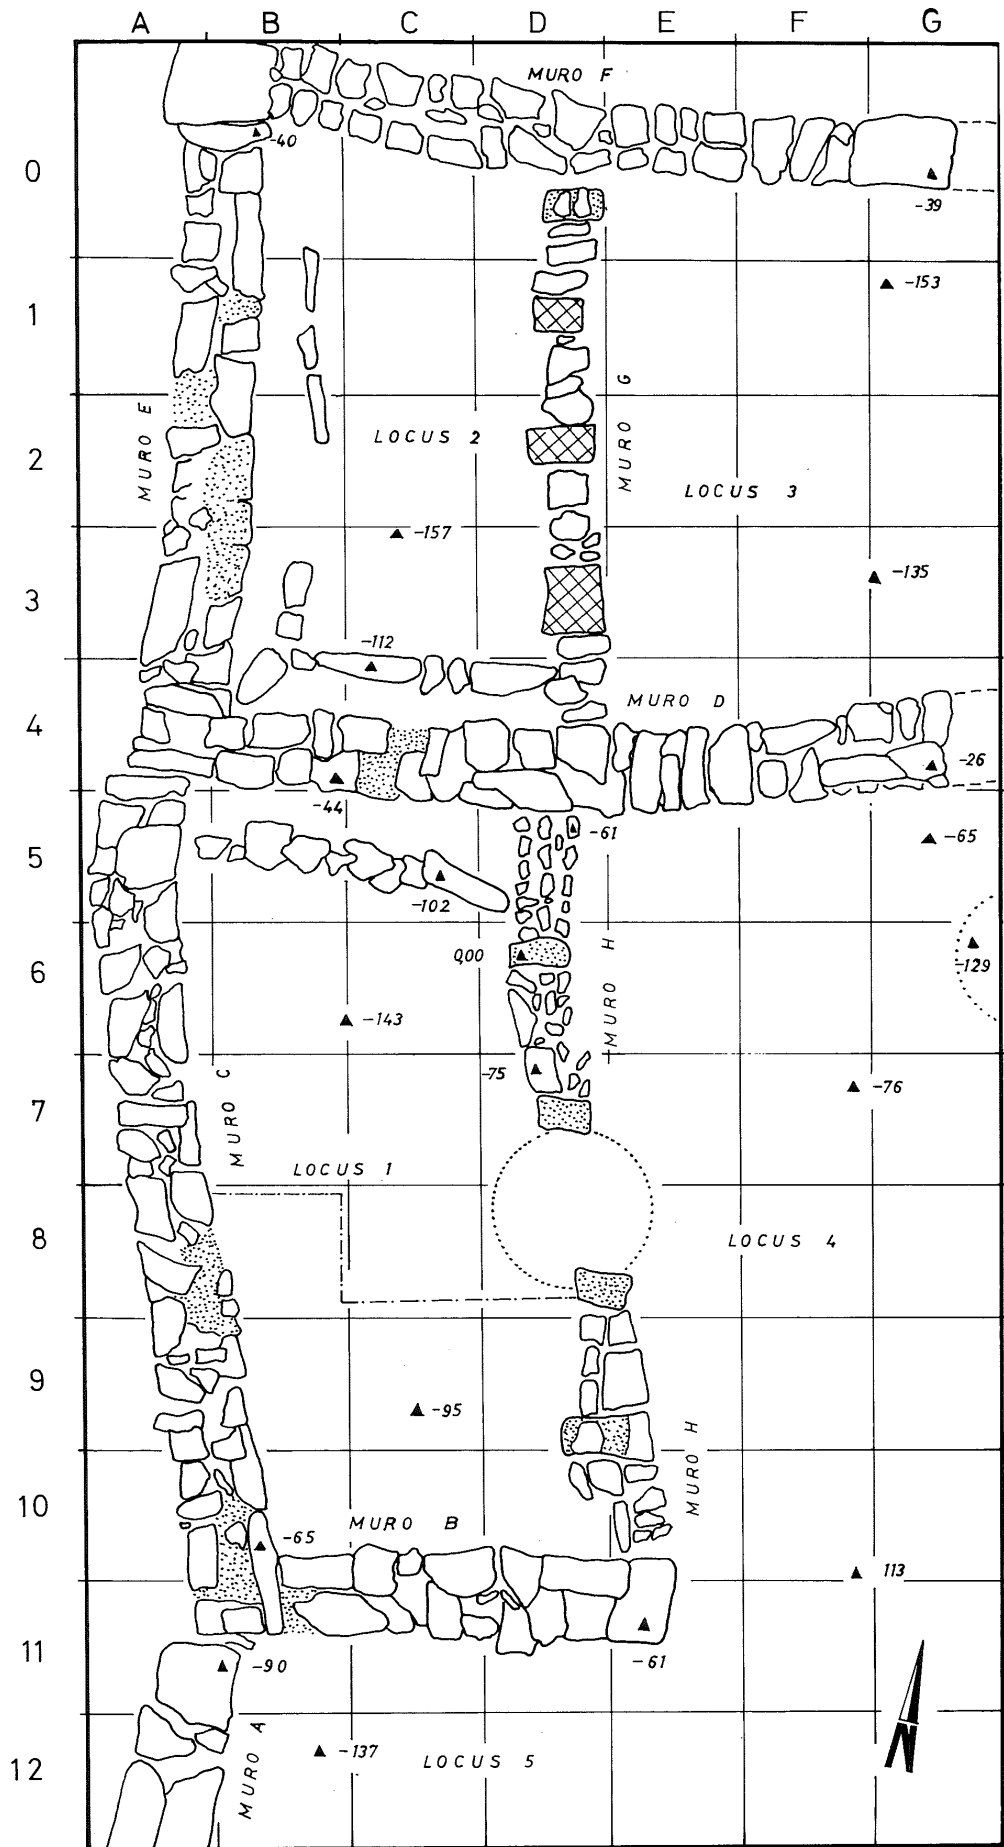 A B C D E F G
MURO F
-40
0
-39
-153
1
MURO E
MURO G
LOCUS 2
2
LOCUS 3
-157
-135
3
-112
MURO D
4
-26
-44
-61
-65
5
-102
0,00
MURO H
-129
6
-143
-75
-76
7
MURO C
LOCUS 1
8
LOCUS 4
9
-95
MURO H
10
-65
MURO B
113
11
-90
-61
N
MURO A
-137
LOCUS 5
12